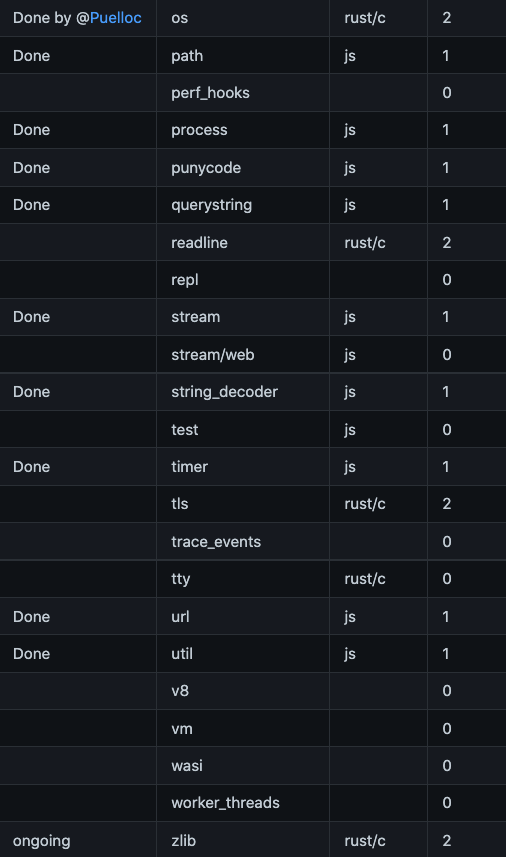 Done by @Puelloc os rust/c 2
Done path js 1
perf_hooks 0
Done process js 1
Done punycode js 1
Done querystring js 1
readline rust/c 2
repl 0
Done stream js 1
stream/web js 0
Done string_decoder js 1
test js 0
Done timer js 1
tls rust/c 2
trace_events 0
tty rust/c 0
Done url js 1
Done util js 1
v8 0
vm 0
wasi 0
worker_threads 0
ongoing zlib rust/c 2